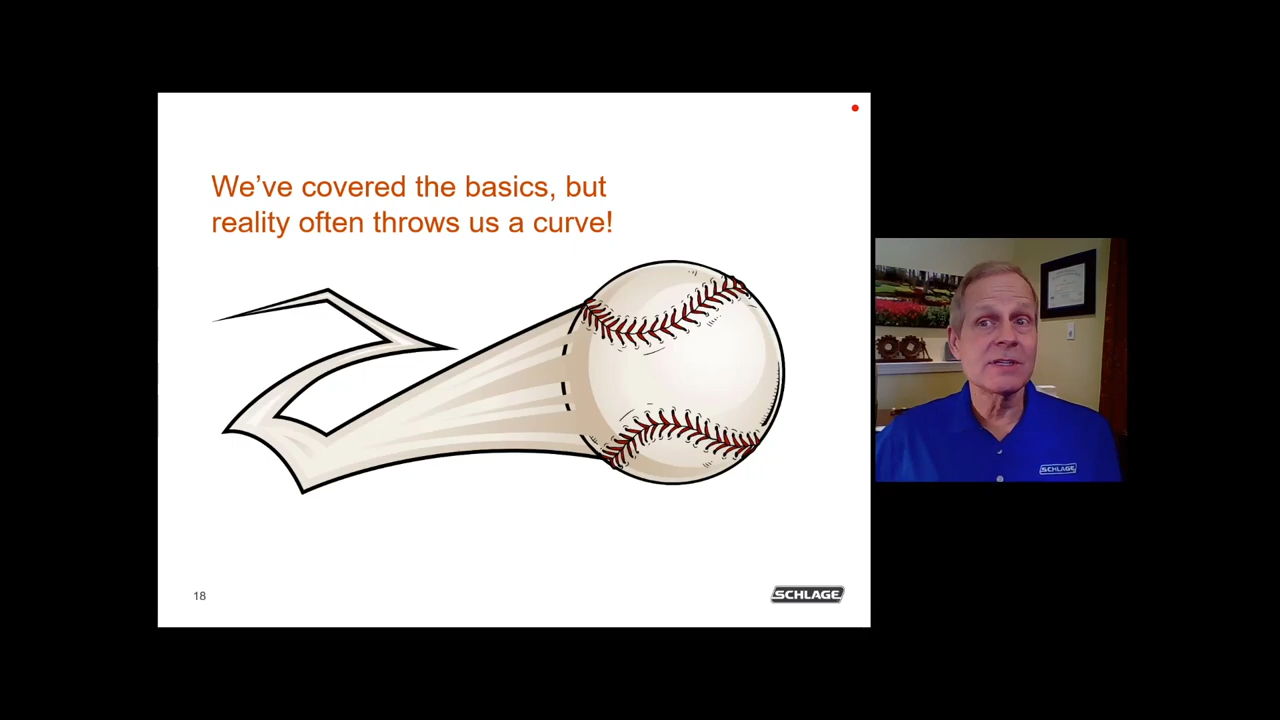 We've covered the basics, but
reality often throws us a curve!
18
SCHLAGE
SCHLAGE